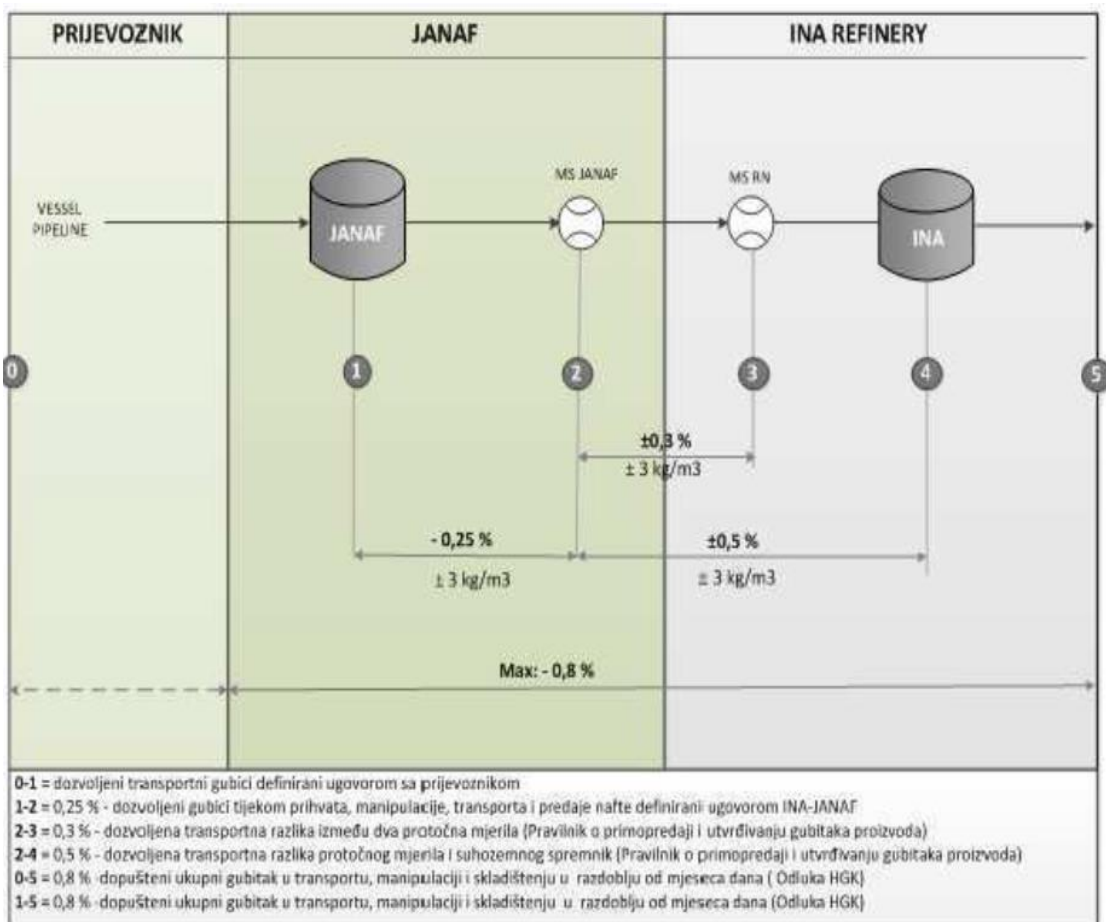 PRIJEVOZNIK
JANAF
INA REFINERY
MS JANAF
MS RN
VESSEL
PIPELINE
JANAF
INA
0
1
2
3
4
5
±0,3 %
± 3 kg/m3
- 0,25 %
±0,5 %
± 3 kg/m3
± 3 kg/m3
Max: - 0,8 %
0-1 = dozvoljeni transportni gubici definirani ugovorom sa prijevoznikom
1-2 = 0,25 % - dozvoljeni gubici tijekom prihvata, manipulacije, transporta i predaje nafte definirani ugovorom INA-JANAF
2-3 = 0,3 % - dozvoljena transportna razlika između dva protočna mjerila (Pravilnik o primopredaji i utvrđivanju gubitaka proizvoda)
2-4 = 0,5 % - dozvoljena transportna razlika protočnog mjerila i suhozemnog spremnik (Pravilnik o primopredaji i utvrđivanju gubitaka proizvoda)
0-5 = 0,8 % -dopušteni ukupni gubitak u transportu, manipulaciji i skladištenju u razdoblju od mjeseca dana ( Odluka HGK)
1-5 = 0,8 % -dopušteni ukupni gubitak u transportu, manipulaciji i skladištenju u razdoblju od mjeseca dana (Odluka HGK)